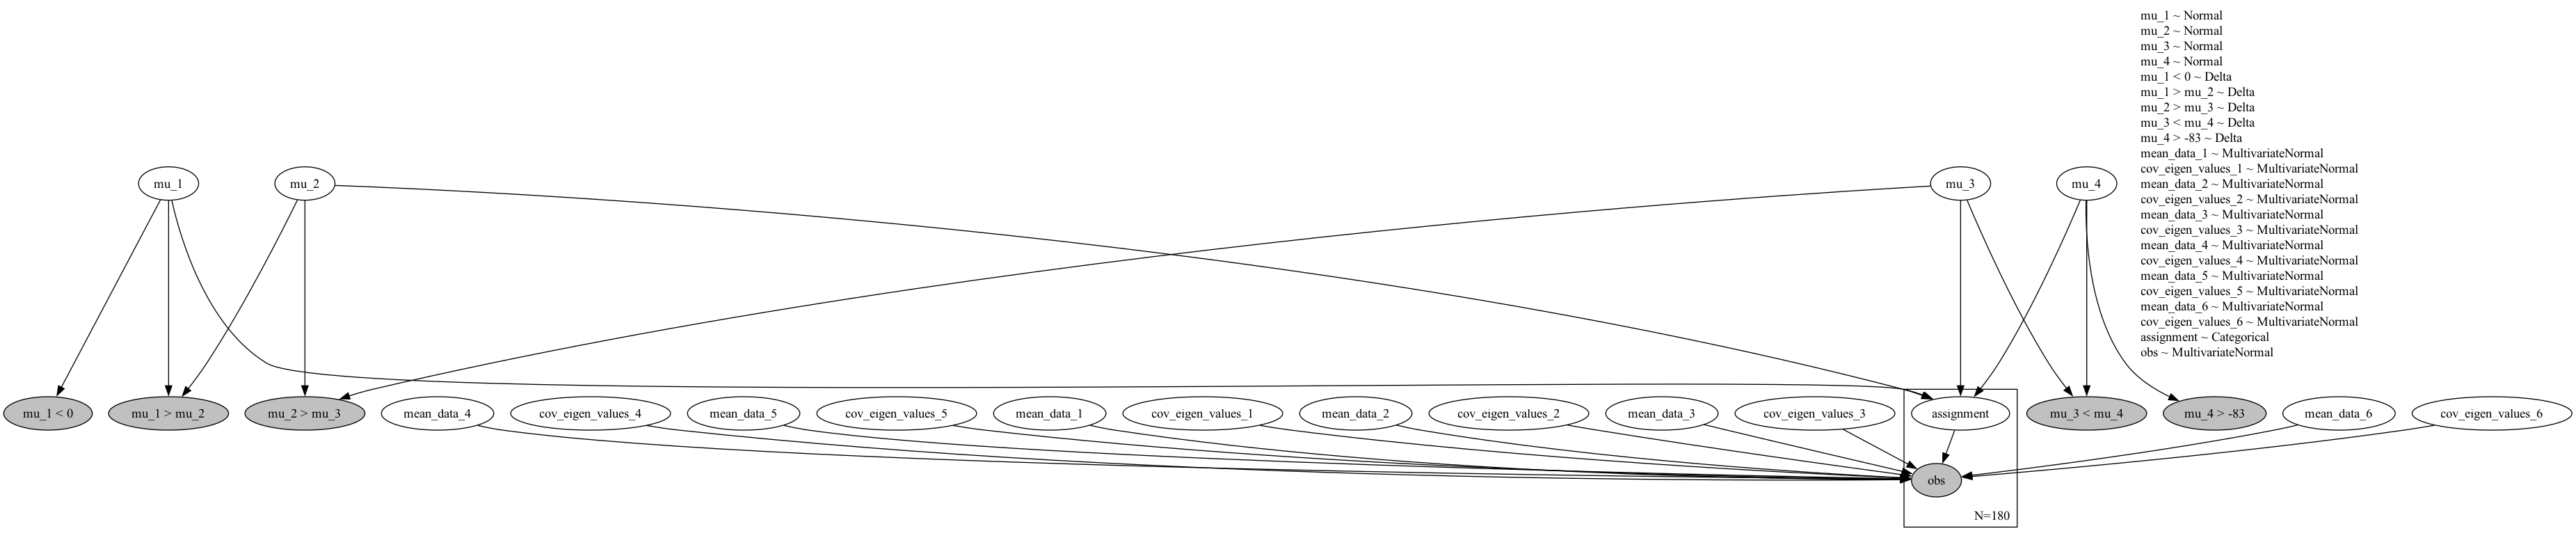 mu_1 ~ Normal
mu_2 ~ Normal
mu_3 ~ Normal
mu_4 ~ Normal
mu_1 < 0 ~ Delta
mu_1 > mu_2 ~ Delta
mu_2 > mu_3 ~ Delta
mu_3 < mu_4 ~ Delta
mu_4 > -83 ~ Delta
mean_data_1 ~ MultivariateNormal
cov_eigen_values_1 ~ MultivariateNormal
mean_data_2 ~ MultivariateNormal
cov_eigen_values_2 ~ MultivariateNormal
mean_data_3 ~ MultivariateNormal
cov_eigen_values_3 ~ MultivariateNormal
mean_data_4 ~ MultivariateNormal
cov_eigen_values_4 ~ MultivariateNormal
mean_data_5 ~ MultivariateNormal
cov_eigen_values_5 ~ MultivariateNormal
mean_data_6 ~ MultivariateNormal
cov_eigen_values_6 ~ MultivariateNormal
assignment ~ Categorical
obs ~ MultivariateNormal
mu_1
mu_2
mu_3
mu_4
mu_1 < 0
mu_1 > mu_2
mu_2 > mu_3
mean_data_4
cov_eigen_values_4
mean_data_5
cov_eigen_values_5
mean_data_1
cov_eigen_values_1
mean_data_2
cov_eigen_values_2
mean_data_3
cov_eigen_values_3
assignment
mu_3 < mu_4
mu_4 > -83
mean_data_6
cov_eigen_values_6
obs
N=180